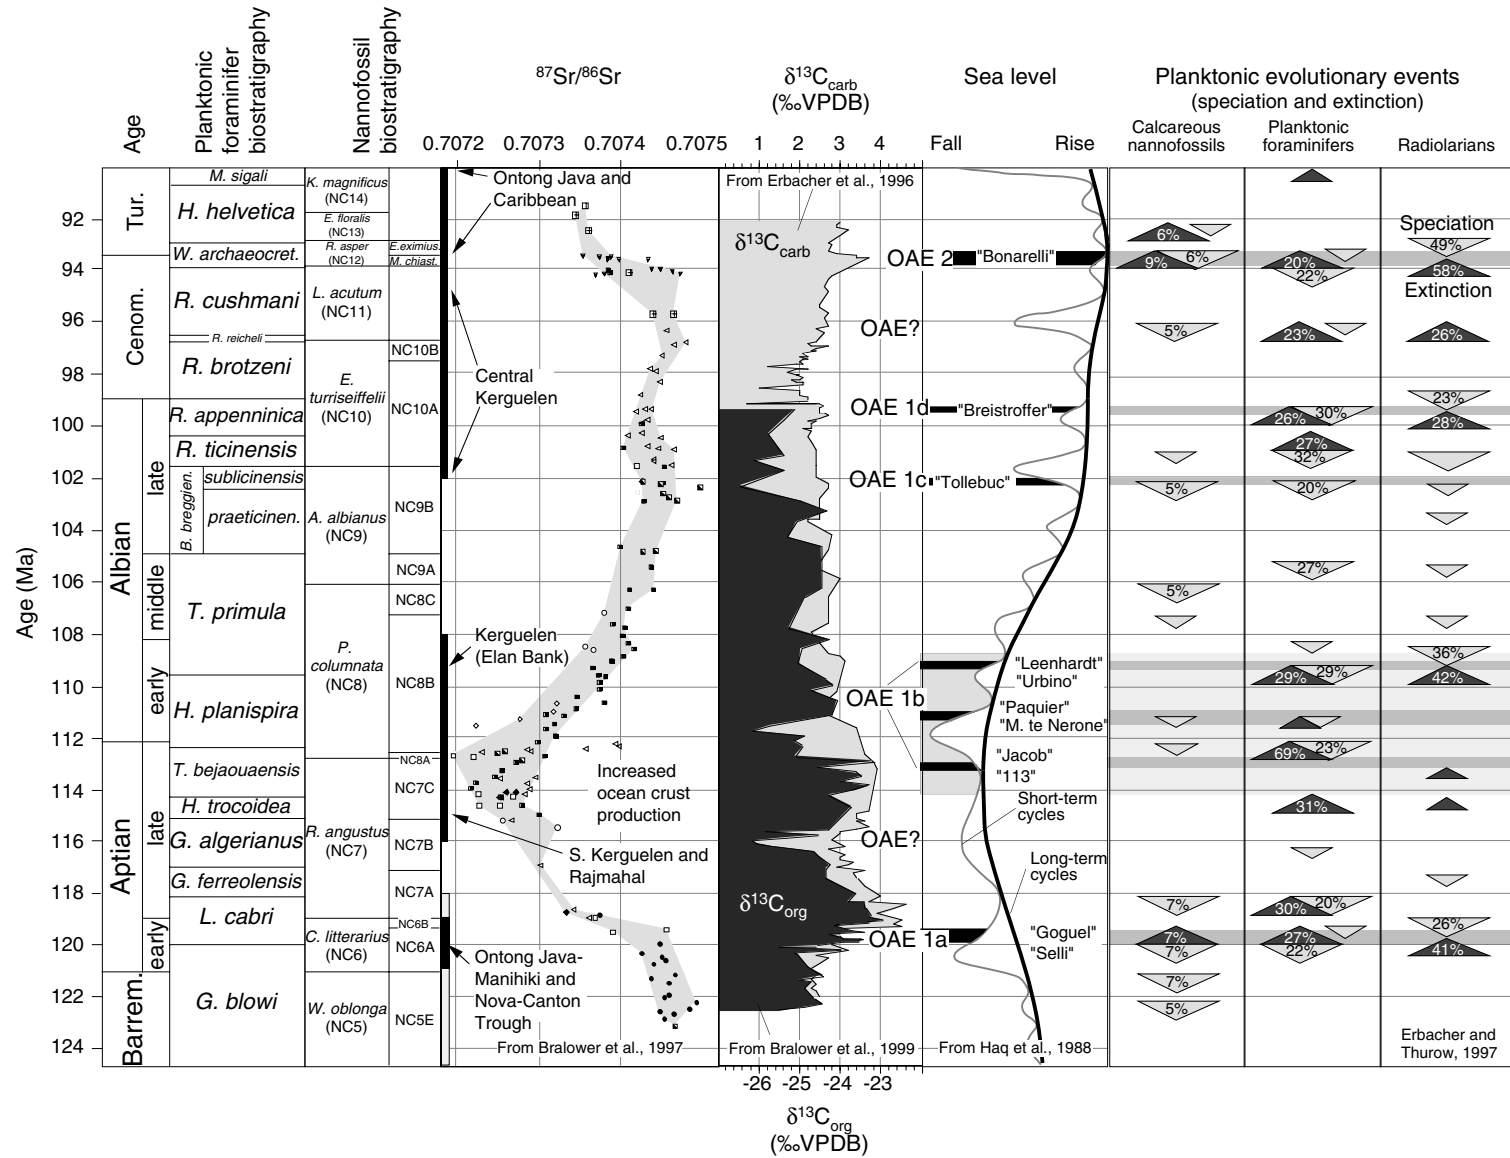 Age
Planktonic
foraminifer
biostratigraphy
Nannofossil
biostratigraphy
87Sr/86Sr
0.7072 0.7073 0.7074 0.7075
δ13Ccarb
(‰VPDB)
1 2 3 4
Sea level
Fall Rise
Planktonic evolutionary events
(speciation and extinction)
Calcareous
nannofossils
Planktonic
foraminifers
Radiolarians
Age (Ma)
92
94
96
98
100
102
104
106
108
110
112
114
116
118
120
122
124
Tur.
Cenom.
Albian
late
middle
early
Aptian
late
early
Barrem.
M. sigali
H. helvetica
W. archaeocret.
R. cushmani
R. reicheli
R. brotzeni
R. appenninica
R. ticinensis
B. breggien.
sublicinensis
praeticinen.
T. primula
H. planispira
T. bejaouaensis
H. trocoidea
G. algerianus
G. ferreolensis
L. cabri
G. blowi
K. magnificus
(NC14)
E. floralis
(NC13)
R. asper
(NC12)
L. acutum
(NC11)
E.
turriseiffelii
(NC10)
A. albianus
(NC9)
P.
columnata
(NC8)
R. angustus
(NC7)
C. litterarius
(NC6)
W. oblonga
(NC5)
E.eximius.
M. chiast.
NC10B
NC10A
NC9B
NC9A
NC8C
NC8B
NC8A
NC7C
NC7B
NC7A
NC6B
NC6A
NC5E
Ontong Java and
Caribbean
Central
Kerguelen
Kerguelen
(Elan Bank)
Increased
ocean crust
production
S. Kerguelen and
Rajmahal
Ontong Java-
Manihiki and
Nova-Canton
Trough
From Bralower et al., 1997
From Erbacher et al., 1996
δ13Ccarb
δ13Corg
From Bralower et al., 1999
-26 -25 -24 -23
δ13Corg
(‰VPDB)
OAE 2 "Bonarelli"
OAE?
OAE 1d "Breistroffer"
OAE 1c "Tollebuc"
"Leenhardt"
"Urbino"
OAE 1b
"Paquier"
"M. te Nerone"
"Jacob"
"113"
Short-term
cycles
OAE?
Long-term
cycles
OAE 1a
"Goguel"
"Selli"
From Haq et al., 1988
6%
9% 6%
5%
5%
5%
7%
7%
7%
7%
5%
20%
22%
23%
26% 30%
27%
32%
20%
27%
29% 29%
69% 23%
31%
30% 20%
27%
22%
Speciation
49%
58%
Extinction
26%
23%
28%
36%
42%
26%
41%
Erbacher and
Thurow, 1997